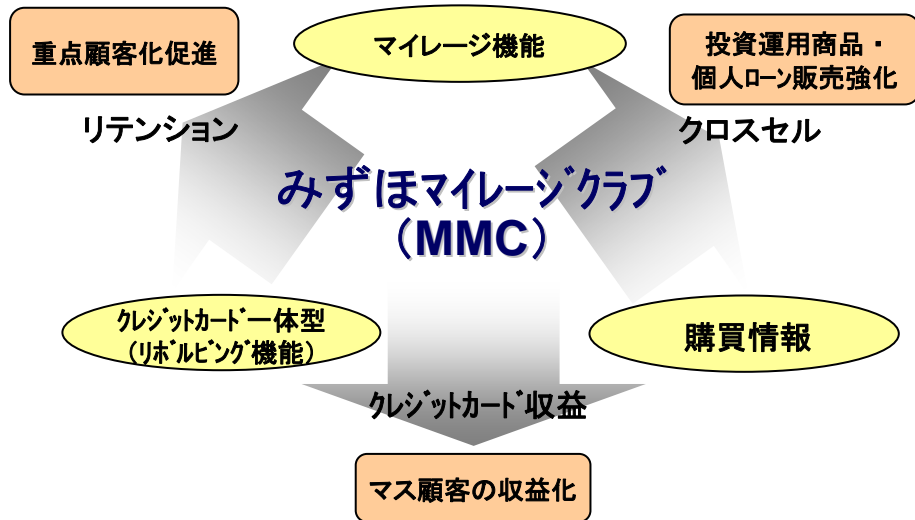 重点顧客化促進
マイレージ機能
投資運用商品・
個人ﾛｰﾝ販売強化
リテンション
クロスセル
みずほﾏｲﾚｰｼﾞｸﾗﾌﾞ
（MMC）
ｸﾚｼﾞｯﾄｶｰﾄﾞ一体型
（ﾘﾎﾞﾙﾋﾞﾝｸﾞ機能）
購買情報
ｸﾚｼﾞｯﾄｶｰﾄﾞ収益
マス顧客の収益化